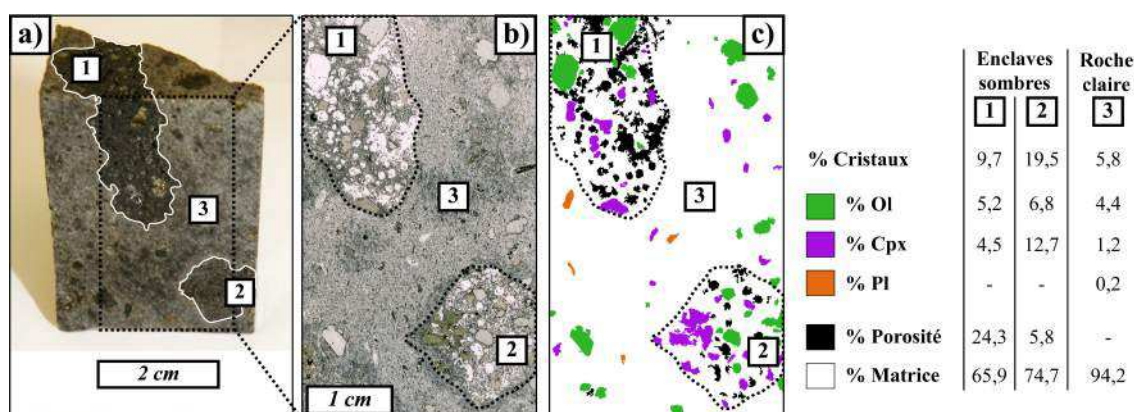 a)
1
3
2
2 cm
b)
1
3
2
1 cm
c)
1
3
2
Enclaves sombres
Roche claire
1 2 3
% Cristaux 9,7 19,5 5,8
% Ol 5,2 6,8 4,4
% Cpx 4,5 12,7 1,2
% Pl - - 0,2
% Porosité 24,3 5,8 -
% Matrice 65,9 74,7 94,2